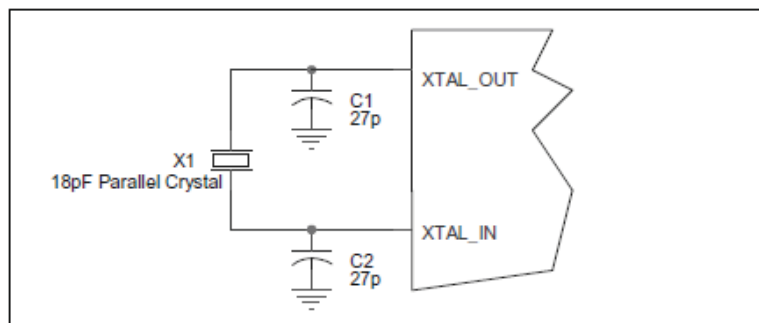 XTAL_OUT
C1
27p
X1
18pF Parallel Crystal
XTAL_IN
C2
27p